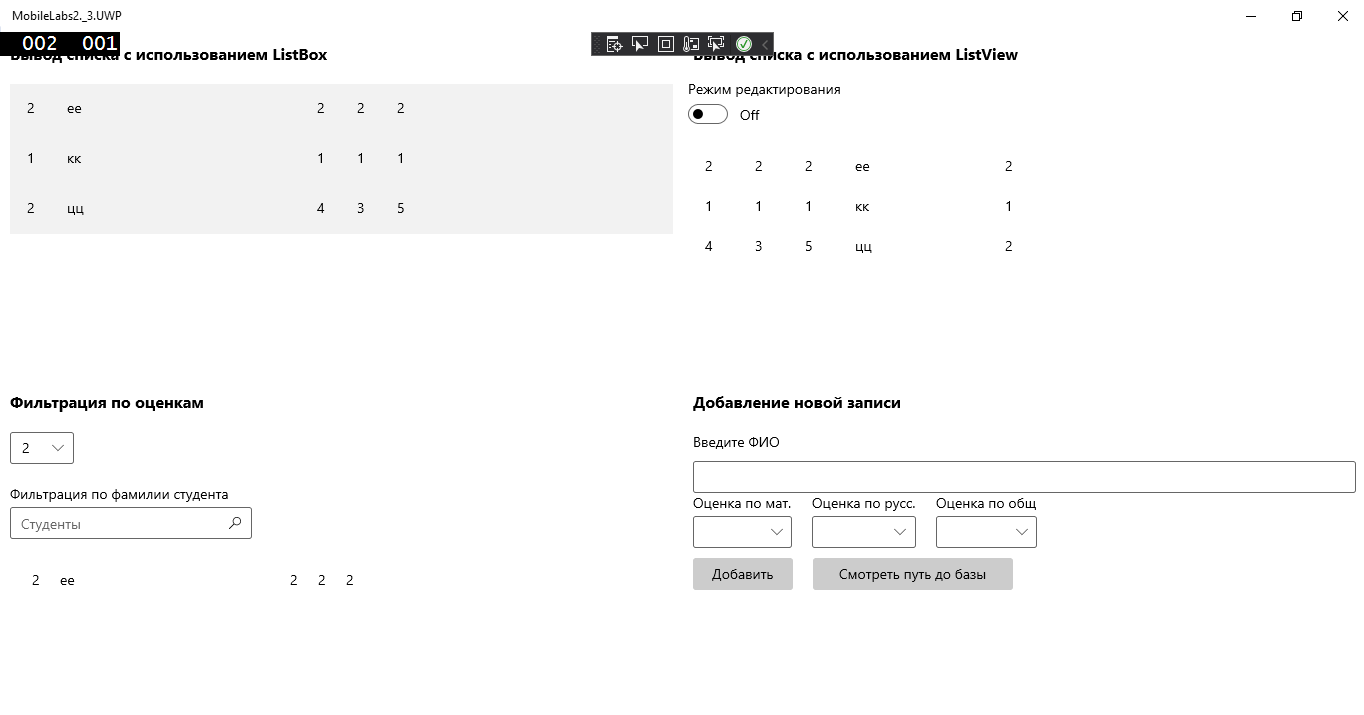 MobileLabs2._3.UWP
002 001
Вывод списка с использованием ListBox
Вывод списка с использованием ListView
2 ее 2 2 2
1 кк 1 1 1
2 цц 4 3 5
Режим редактирования
Off
2 2 2 ее 2
1 1 1 кк 1
4 3 5 цц 2
Фильтрация по оценкам
2
Фильтрация по фамилии студента
Студенты
2 ее 2 2 2
Добавление новой записи
Введите ФИО
Оценка по мат. Оценка по русс. Оценка по общ
Добавить Смотреть путь до базы